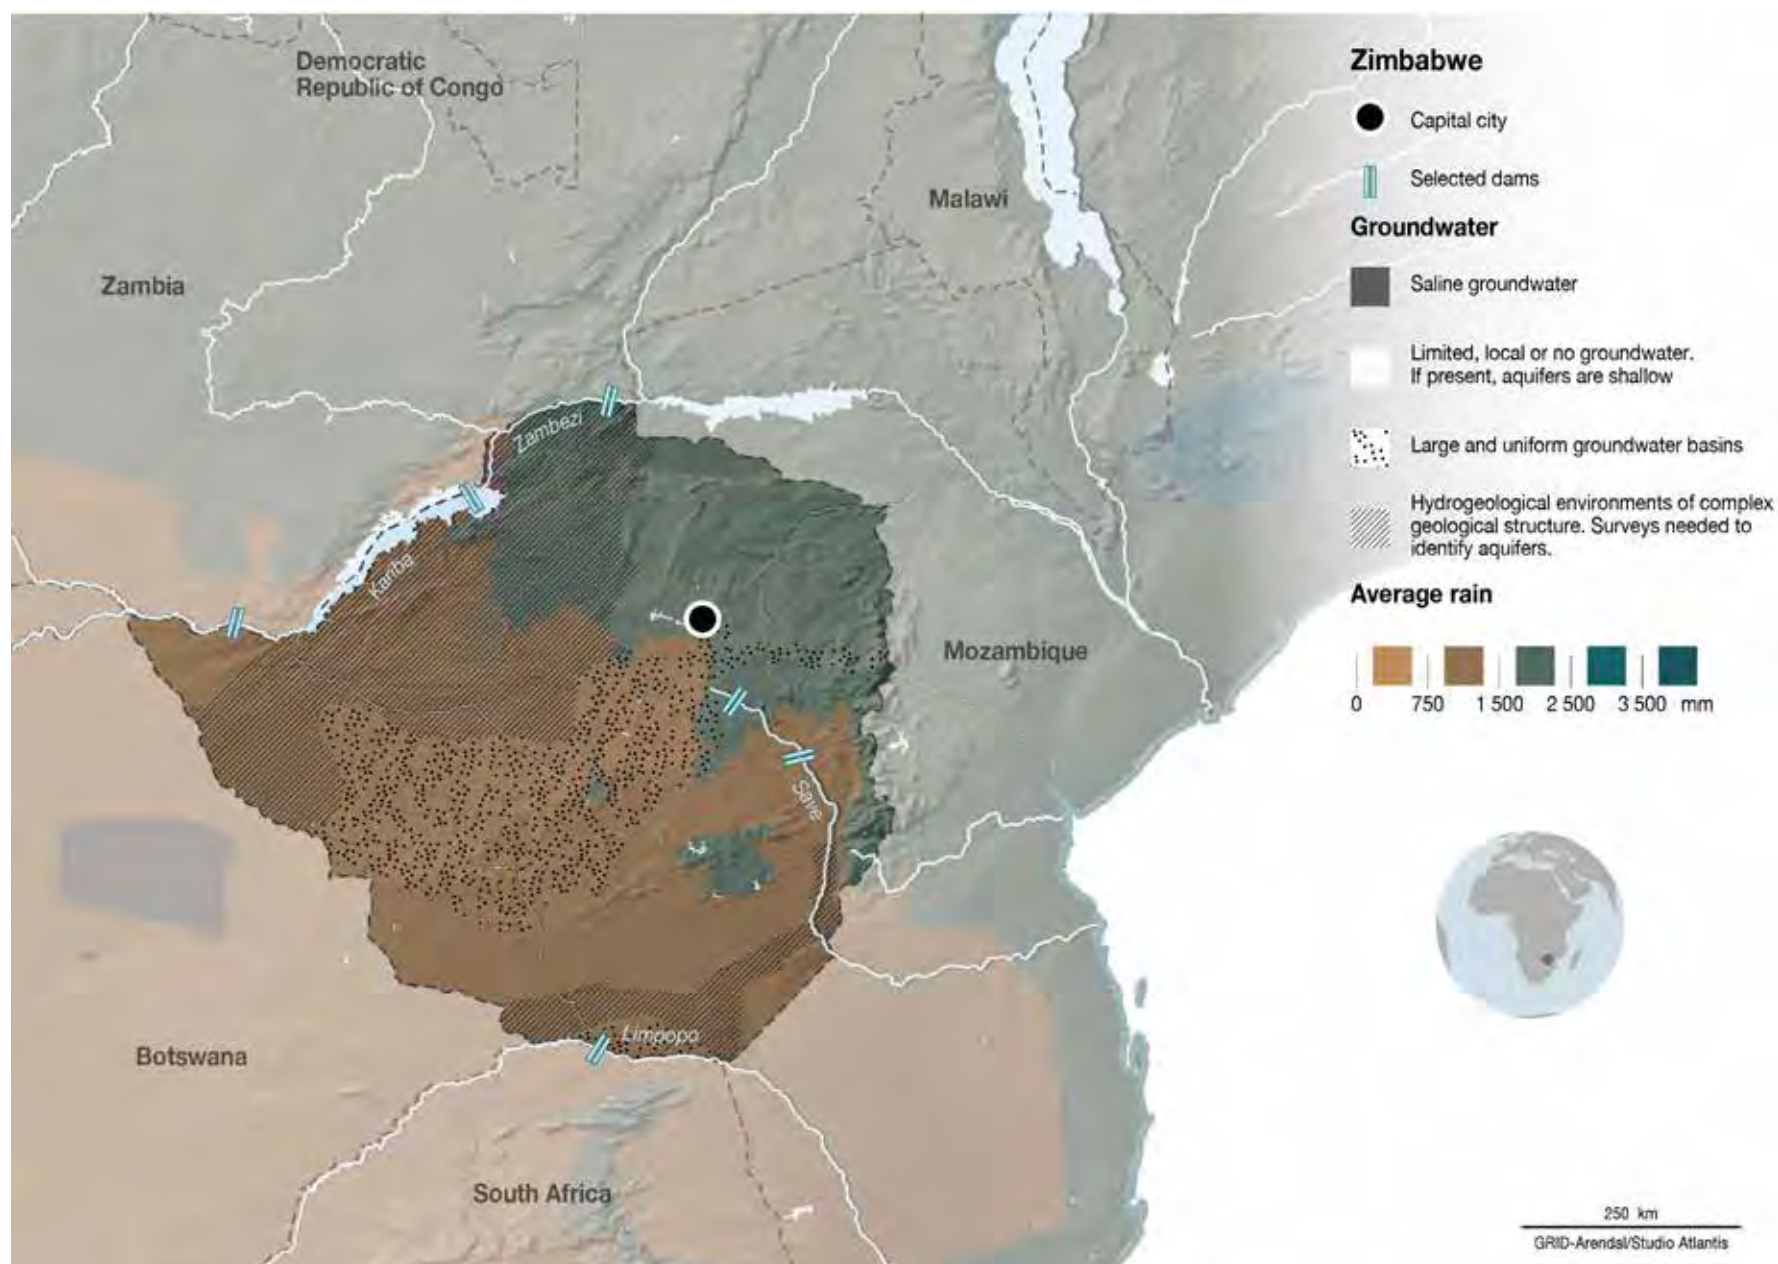 Democratic
Republic of Congo
Zambia
Malawi
Zambezi
Kariba
Mozambique
Save
Limpopo
Botswana
South Africa
Zimbabwe
Capital city
Selected dams
Groundwater
Saline groundwater
Limited, local or no groundwater.
If present, aquifers are shallow
Large and uniform groundwater basins
Hydrogeological environments of complex
geological structure. Surveys needed to
identify aquifers.
Average rain
0 750 1 500 2 500 3 500 mm
250 km
GRID-Arendal/Studio Atlantis